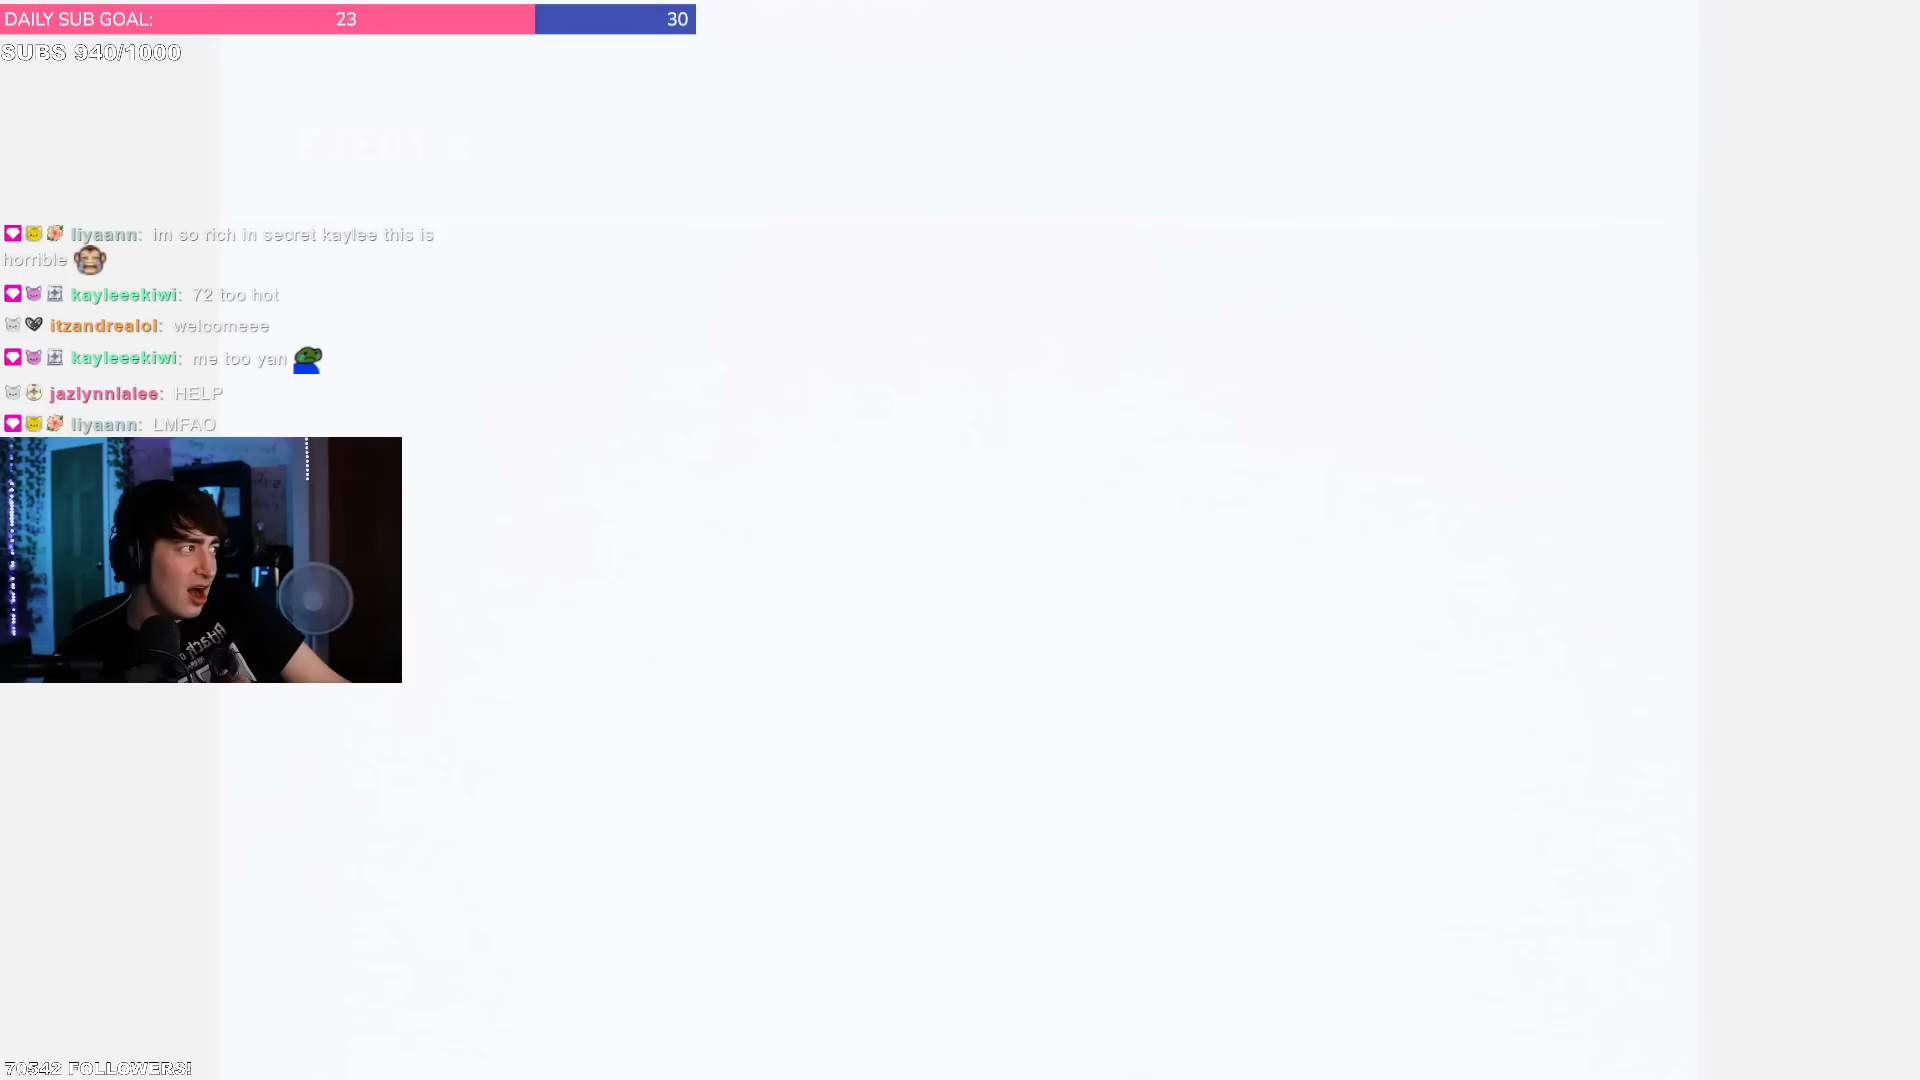 DAILY SUB GOAL: 23 30
SUBS 940/1000
liyaann: im so rich in secret kaylee this is
horrible
kayleeekiwi: 72 too hot
itzandrealol: welcomeee
kayleeekiwi: me too yan
jazlynnlalee: HELP
liyaann: LMFAO
70542 FOLLOWERS!